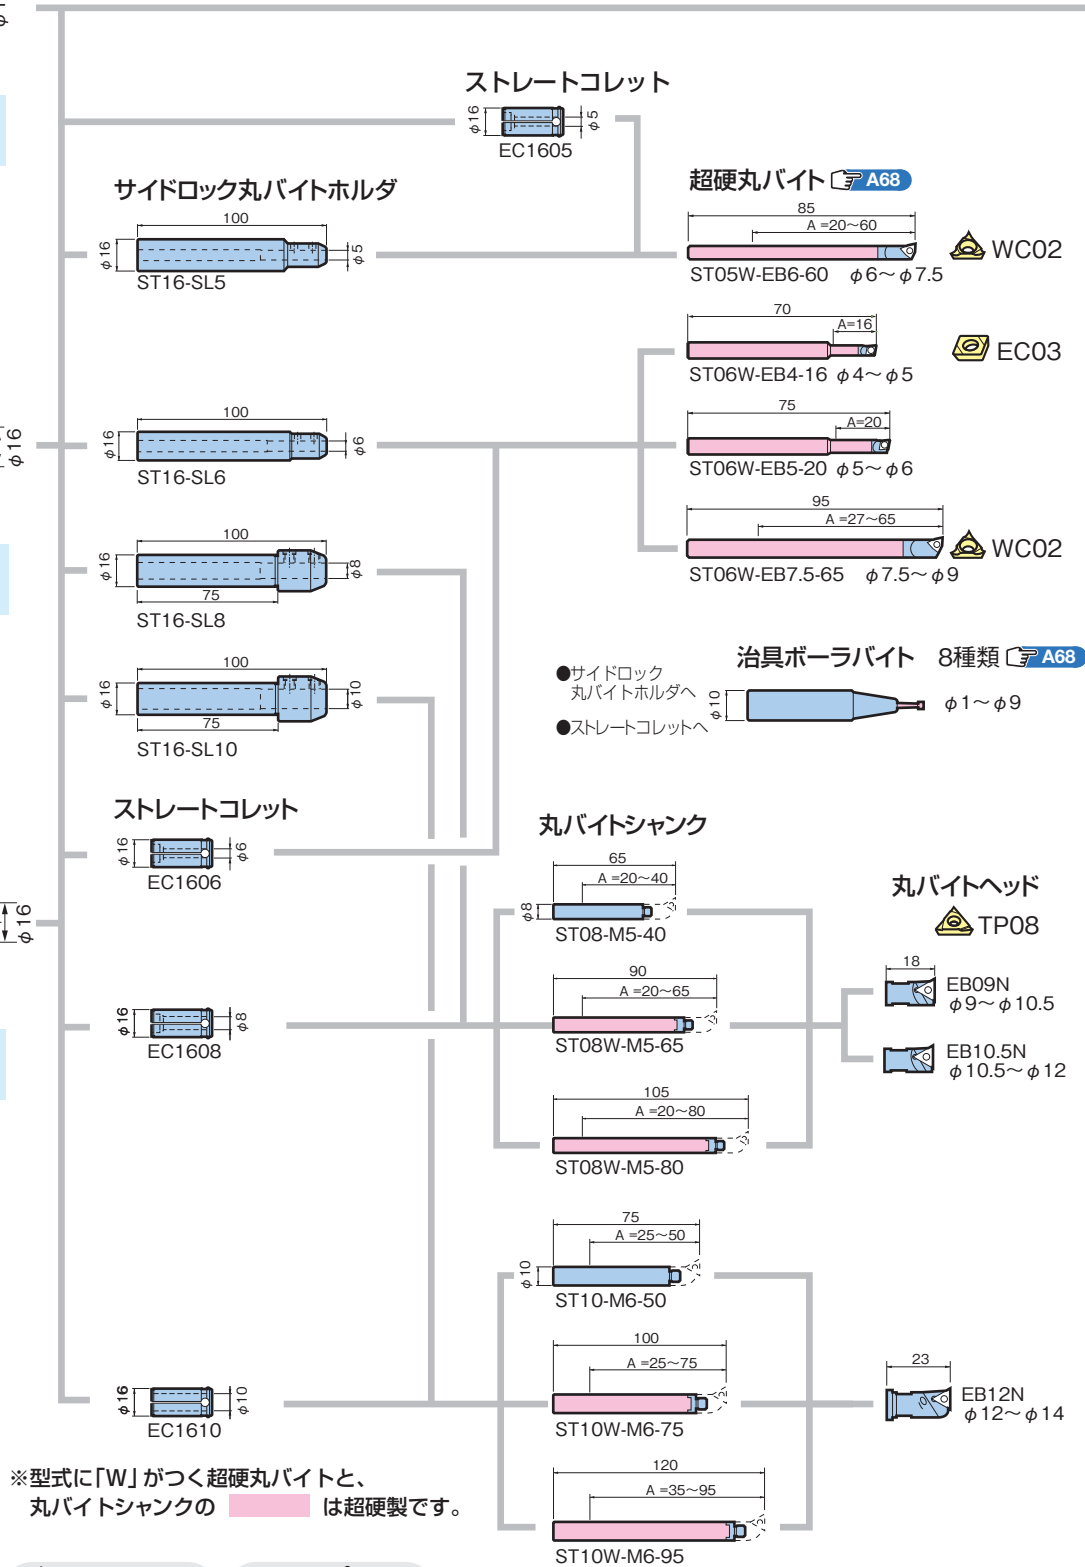 ストレートコレット
φ16
φ5
EC1605
サイドロック丸バイトホルダ
100
φ16
φ5
ST16-SL5
超硬丸バイト A68
85
A =20～60
ST05W-EB6-60 φ6～φ7.5
WC02
70
A=16
ST06W-EB4-16 φ4～φ5
EC03
φ16
100
φ16
φ6
ST16-SL6
75
A=20
ST06W-EB5-20 φ5～φ6
95
A =27～65
ST06W-EB7.5-65 φ7.5～φ9
WC02
100
φ16
φ8
75
ST16-SL8
100
φ16
φ10
75
ST16-SL10
●サイドロック
丸バイトホルダへ
●ストレートコレットへ
治具ボーラバイト 8種類 A68
φ10
φ1～φ9
ストレートコレット
φ16
φ6
EC1606
φ16
丸バイトシャンク
65
A =20～40
φ8
ST08-M5-40
丸バイトヘッド
TP08
18
EB09N
φ9～φ10.5
φ16
φ8
EC1608
90
A =20～65
ST08W-M5-65
EB10.5N
φ10.5～φ12
105
A =20～80
ST08W-M5-80
75
A =25～50
φ10
ST10-M6-50
100
A =25～75
ST10W-M6-75
23
EB12N
φ12～φ14
φ16
φ10
EC1610
120
A =35～95
ST10W-M6-95
※型式に「W」がつく超硬丸バイトと、
丸バイトシャンクの は超硬製です。